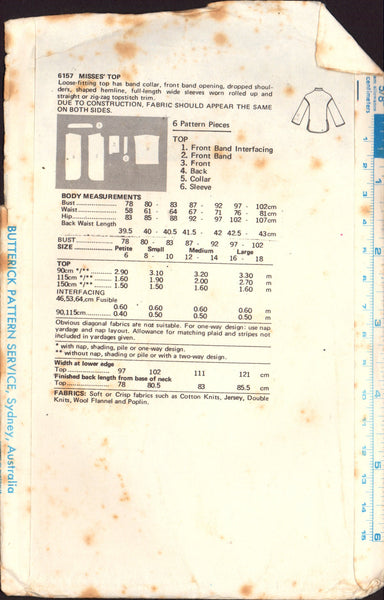 6157 MISSES' TOP
Loose-fitting top has band collar, front band opening, dropped shoul-
ders, shaped hemline, full-length wide sleeves worn rolled up and
straight or zig-zag topstitch trim.
DUE TO CONSTRUCTION, FABRIC SHOULD APPEAR THE SAME
ON BOTH SIDES.
6 Pattern Pieces
TOP
1. Front Band Interfacing
2. Front Band
3. Front
4. Back
5. Collar
6. Sleeve
BODY MEASUREMENTS
Bust 78 80 - 83 87 - 92 97 - 102cm
Waist 58 61 - 64 67 - 71 76 - 81cm
Hip 83 85 - 88 92 - 97 102 - 107cm
Back Waist Length
39.5 40 - 40.5 41.5 - 42 42.5 - 43cm
BUST 78 80 - 83 87 - 92 97 - 102
SIZE Petite Small Medium Large
6 8 - 10 12 - 14 16 - 18
TOP
90cm */** 2.90 3.10 3.20 3.30 m
115cm */** 1.60 1.90 2.00 2.70 m
150cm */** 1.50 1.50 1.60 1.60 m
INTERFACING
46,53,64,cm Fusible
0.60 0.60 0.60 0.60 m
90,115,cm 0.40 0.50 0.50 0.50 m
Obvious diagonal fabrics are not suitable. For one-way design: use nap
yardage and nap layout. Allowance for matching plaid and stripes not
included in yardages given.
* with nap, shading, pile or one-way design.
** without nap, shading or pile or with a two-way design.
Width at lower edge
Top 97 102 111 121 cm
Finished back length from base of neck
Top 78 80.5 83 85.5 cm
FABRICS: Soft or Crisp fabrics such as Cotton Knits, Jersey, Double
Knits, Wool Flannel and Poplin.
BUTTERICK PATTERN SERVICE, Sydney, Australia
centimeters